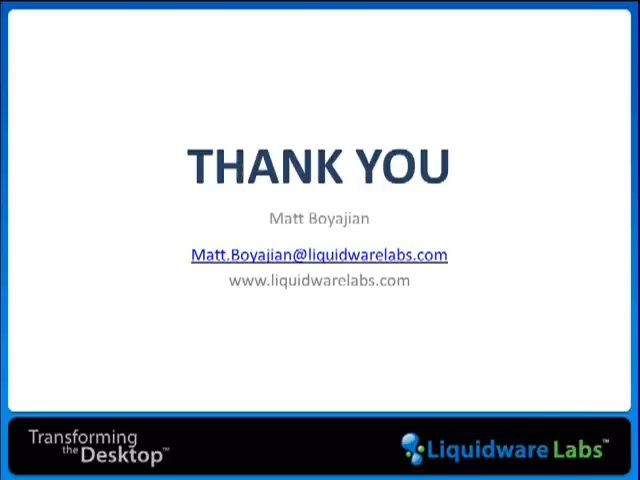 THANK YOU
Matt Boyajian
Matt.Boyajian@liquidwarelabs.com
www.liquidwarelabs.com
Transforming
the Desktop™
Liquidware Labs™